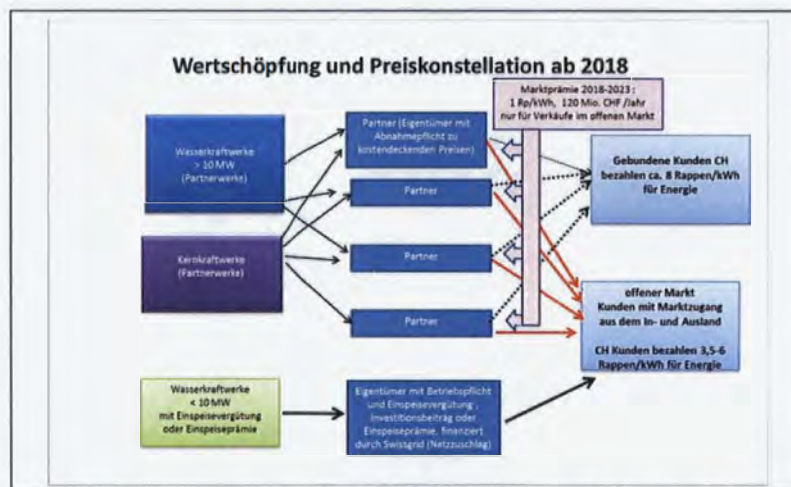 Wertschöpfung und Preiskonstellation ab 2018
Marktprämie 2018-2023 :
1 Rp/kWh, 120 Mio. CHF /Jahr
nur für Verkäufe im offenen Markt
Partner (Eigentümer mit
Abnahmepflicht zu
kostendeckenden Preisen)
Wasserkraftwerke
> 10 MW
(Partnerwerke)
Gebundene Kunden CH
bezahlen ca. 8 Rappen/kWh
für Energie
Partner
Kernkraftwerke
(Partnerwerke)
Partner
Partner
offener Markt
Kunden mit Marktzugang
aus dem In- und Ausland
CH Kunden bezahlen 3,5-6
Rappen/kWh für Energie
Wasserkraftwerke
< 10 MW
mit Einspeisevergütung
oder Einspeiseprämie
Eigentümer mit Betriebspflicht
und Einspeisevergütung ,
Investitionsbeitrag oder
Einspeiseprämie, finanziert
durch Swissgrid (Netzzuschlag)